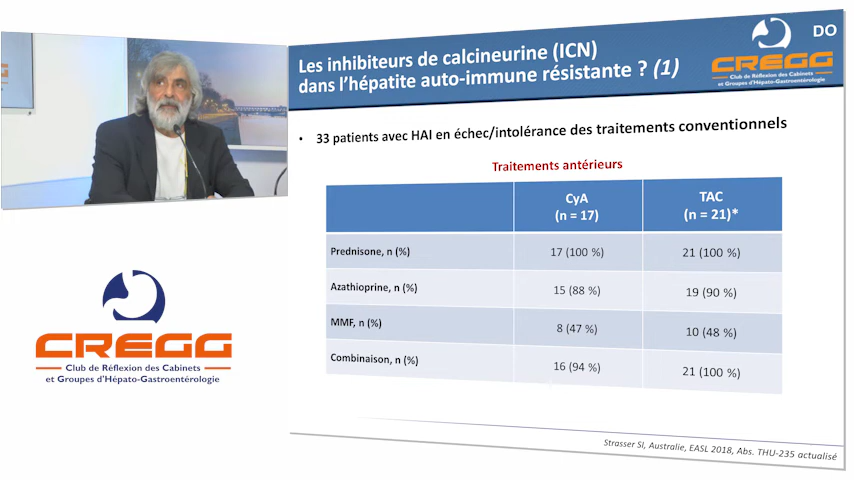 Les inhibiteurs de calcineurine (ICN)
dans l'hépatite auto-immune résistante ? (1)
DO
CREGG
Club de Réflexion des Cabinets
et Groupes d'Hépato-Gastroentérologie
• 33 patients avec HAI en échec/intolérance des traitements conventionnels
Traitements antérieurs
CyA TAC
(n = 17) (n = 21)*
Prednisone, n (%) 17 (100 %) 21 (100 %)
Azathioprine, n (%) 15 (88 %) 19 (90 %)
MMF, n (%) 8 (47 %) 10 (48 %)
Combinaison, n (%) 16 (94 %) 21 (100 %)
Strasser SI, Australie, EASL 2018, Abs. THU-235 actualisé
CREGG
Club de Réflexion des Cabinets
et Groupes d'Hépato-Gastroentérologie